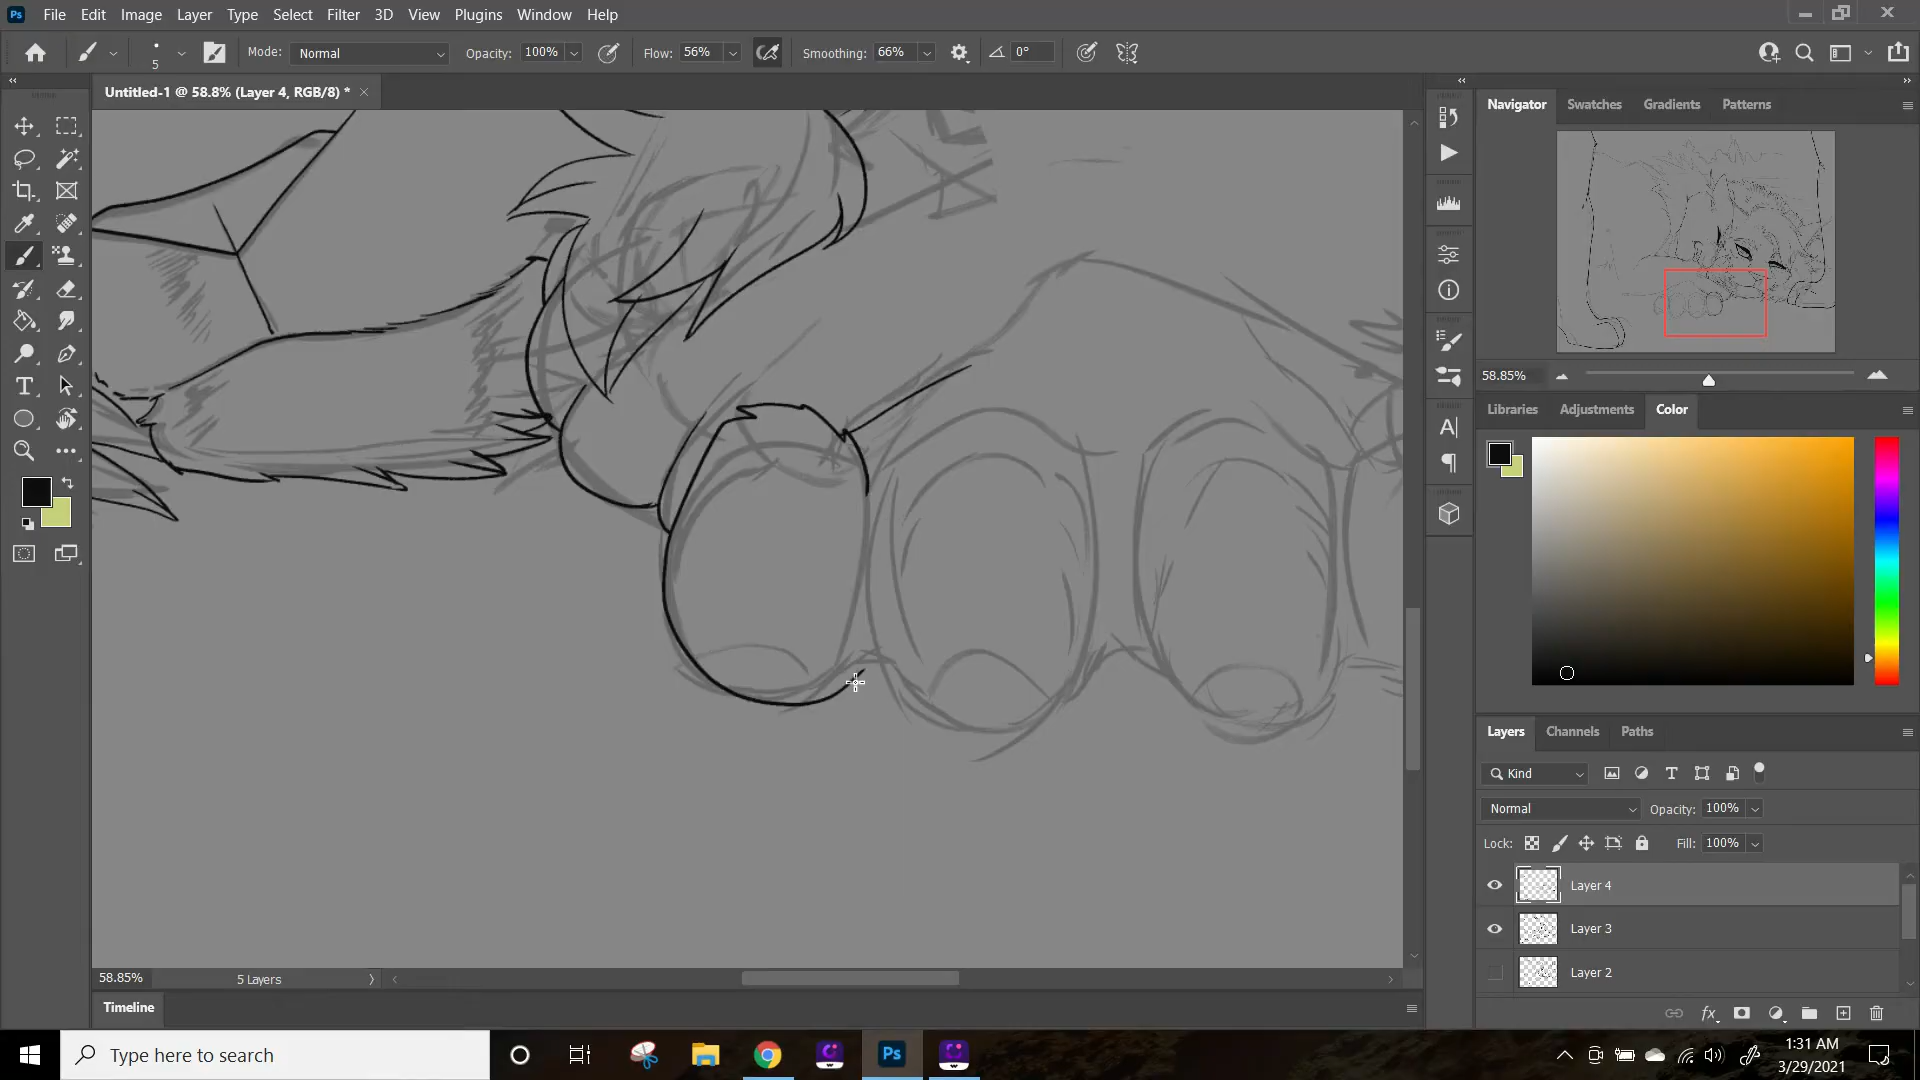 Ps File Edit Image Layer Type Select Filter 3D View Plugins Window Help
5 Mode: Normal Opacity: 100% Flow: 56% Smoothing: 66% 0°
Untitled-1 @ 58.8% (Layer 4, RGB/8) *
Navigator Swatches Gradients Patterns
58.85%
Libraries Adjustments Color
Layers Channels Paths
Kind
Normal Opacity: 100%
Lock: Fill: 100%
Layer 4
Layer 3
Layer 2
58.85% 5 Layers
Timeline
Type here to search
Ps
1:31 AM
3/29/2021